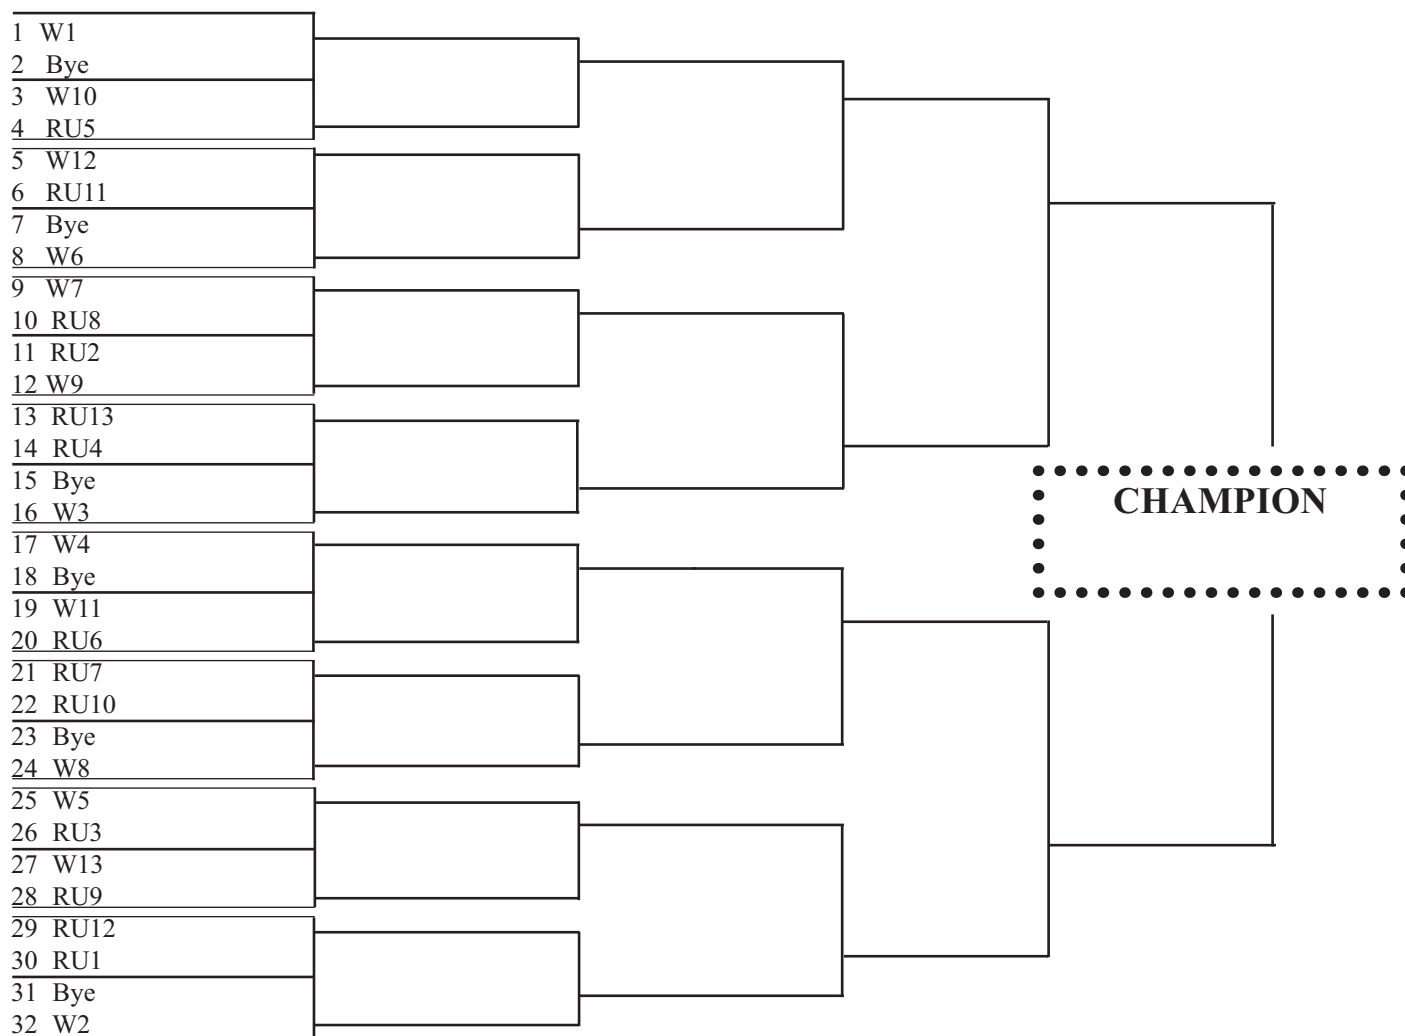 1 W1
2 Bye
3 W10
4 RU5
5 W12
6 RU11
7 Bye
8 W6
9 W7
10 RU8
11 RU2
12 W9
13 RU13
14 RU4
15 Bye
16 W3
17 W4
18 Bye
19 W11
20 RU6
21 RU7
22 RU10
23 Bye
24 W8
25 W5
26 RU3
27 W13
28 RU9
29 RU12
30 RU1
31 Bye
32 W2
CHAMPION